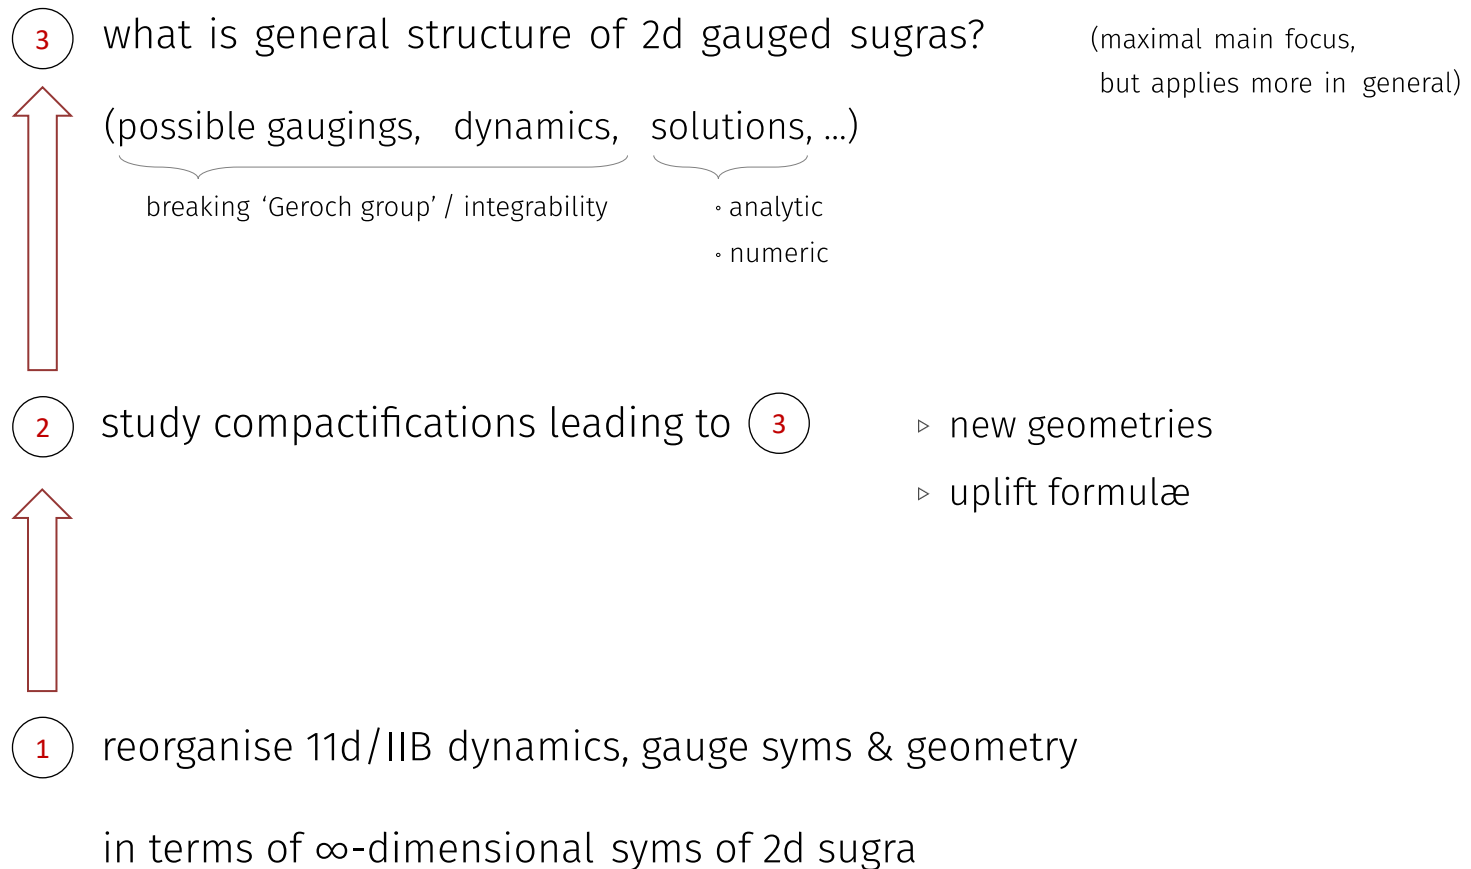 3 what is general structure of 2d gauged sugras?
(maximal main focus,
but applies more in general)
(possible gaugings, dynamics, solutions, ...)
breaking ‘Geroch group’ / integrability
∘ analytic
∘ numeric
2 study compactifications leading to 3
▹ new geometries
▹ uplift formulæ
1 reorganise 11d/IIB dynamics, gauge syms & geometry
in terms of ∞-dimensional syms of 2d sugra